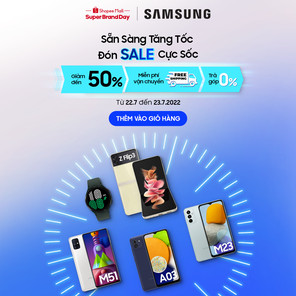 Shopee Mall
Super Brand Day
SAMSUNG
Sẵn Sàng Tăng Tốc
Đón SALE Cực Sốc
Giảm đến 50%
Miễn phí vận chuyển FREE SHIPPING
Trả góp 0%
Từ 22.7 đến 23.7.2022
THÊM VÀO GIỎ HÀNG
Z Flip3
M51
A03
M23